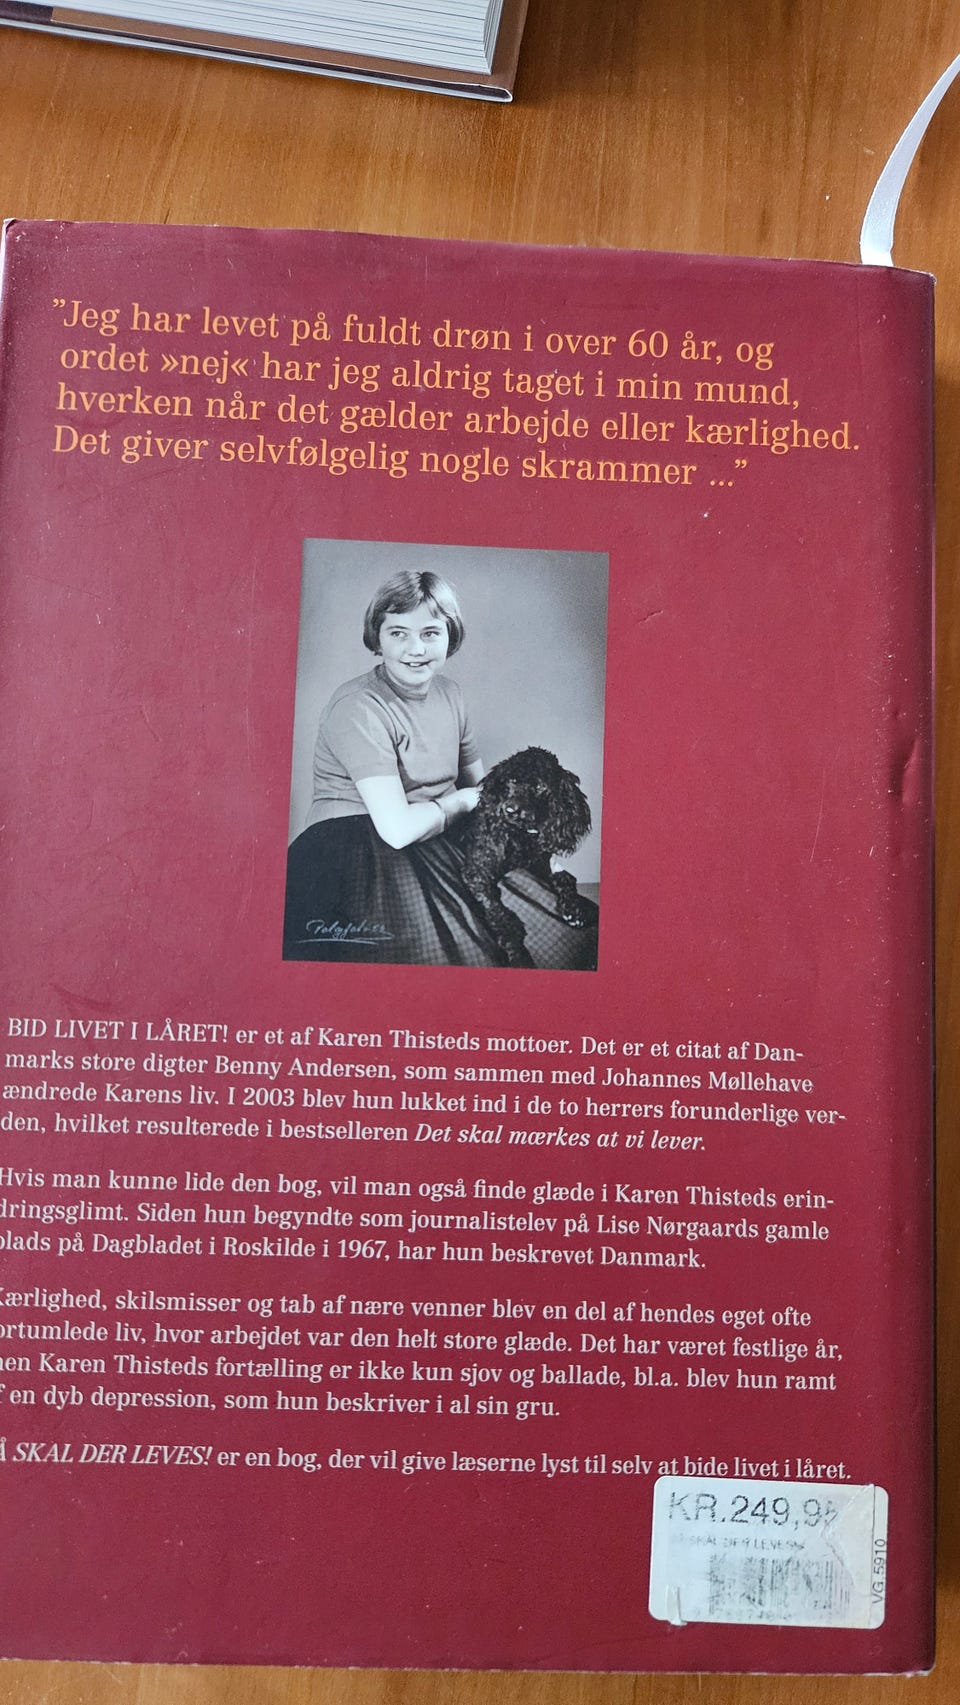 ”Jeg har levet på fuldt drøn i over 60 år, og
ordet »nej« har jeg aldrig taget i min mund,
hverken når det gælder arbejde eller kærlighed.
Det giver selvfølgelig nogle skrammer ...”
BID LIVET I LÅRET! er et af Karen Thisteds mottoer. Det er et citat af Dan-
marks store digter Benny Andersen, som sammen med Johannes Møllehave
ændrede Karens liv. I 2003 blev hun lukket ind i de to herrers forunderlige ver-
den, hvilket resulterede i bestselleren Det skal mærkes at vi lever.
Hvis man kunne lide den bog, vil man også finde glæde i Karen Thisteds erin-
dringsglimt. Siden hun begyndte som journalistelev på Lise Nørgaards gamle
plads på Dagbladet i Roskilde i 1967, har hun beskrevet Danmark.
Kærlighed, skilsmisser og tab af nære venner blev en del af hendes eget ofte
ortumlede liv, hvor arbejdet var den helt store glæde. Det har været festlige år,
men Karen Thisteds fortælling er ikke kun sjov og ballade, bl.a. blev hun ramt
en dyb depression, som hun beskriver i al sin gru.
SKAL DER LEVES! er en bog, der vil give læserne lyst til selv at bide livet i låret.
KR.249,95
SKAL DER LEVES
VG.5910